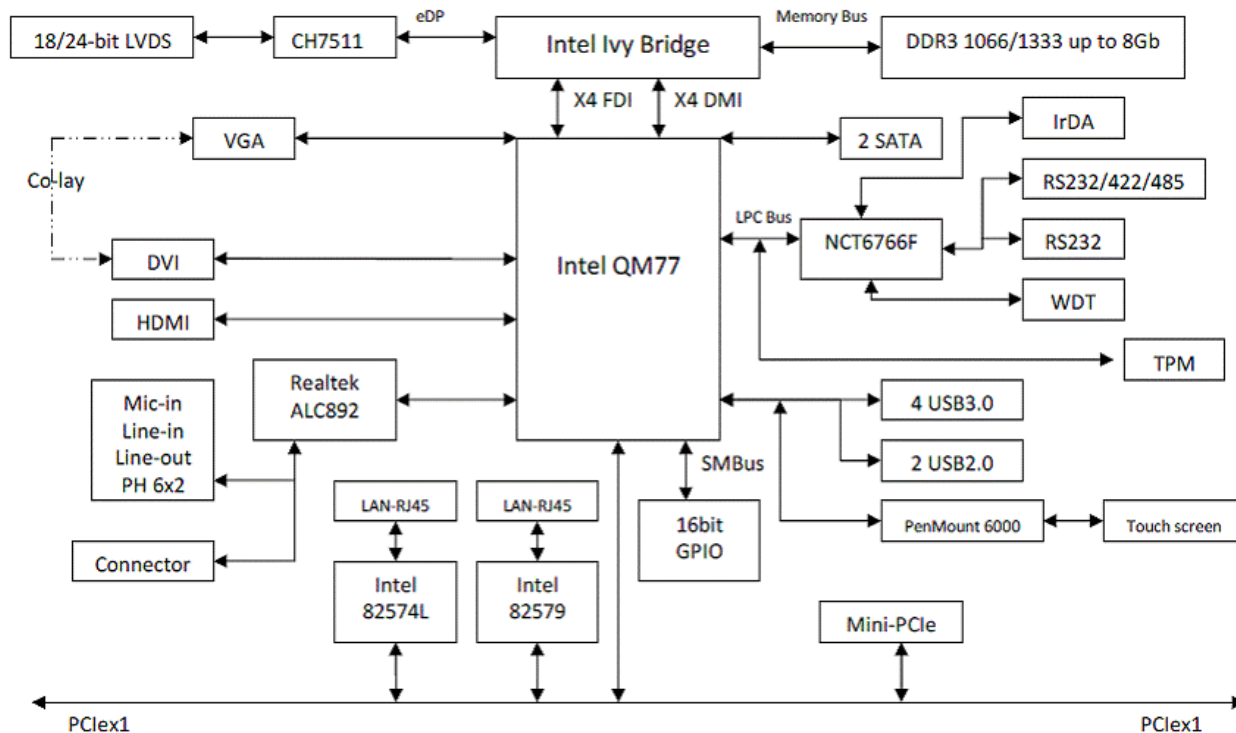 eDP
Memory Bus
18/24-bit LVDS
CH7511
Intel Ivy Bridge
DDR3 1066/1333 up to 8Gb
X4 FDI
X4 DMI
VGA
2 SATA
IrDA
Co-lay
RS232/422/485
LPC Bus
NCT6766F
RS232
DVI
Intel QM77
HDMI
WDT
TPM
Realtek
ALC892
Mic-in
Line-in
Line-out
PH 6x2
4 USB3.0
SMBus
2 USB2.0
LAN-RJ45
LAN-RJ45
16bit
GPIO
PenMount 6000
Touch screen
Connector
Intel
82574L
Intel
82579
Mini-PCIe
PCIex1
PCIex1